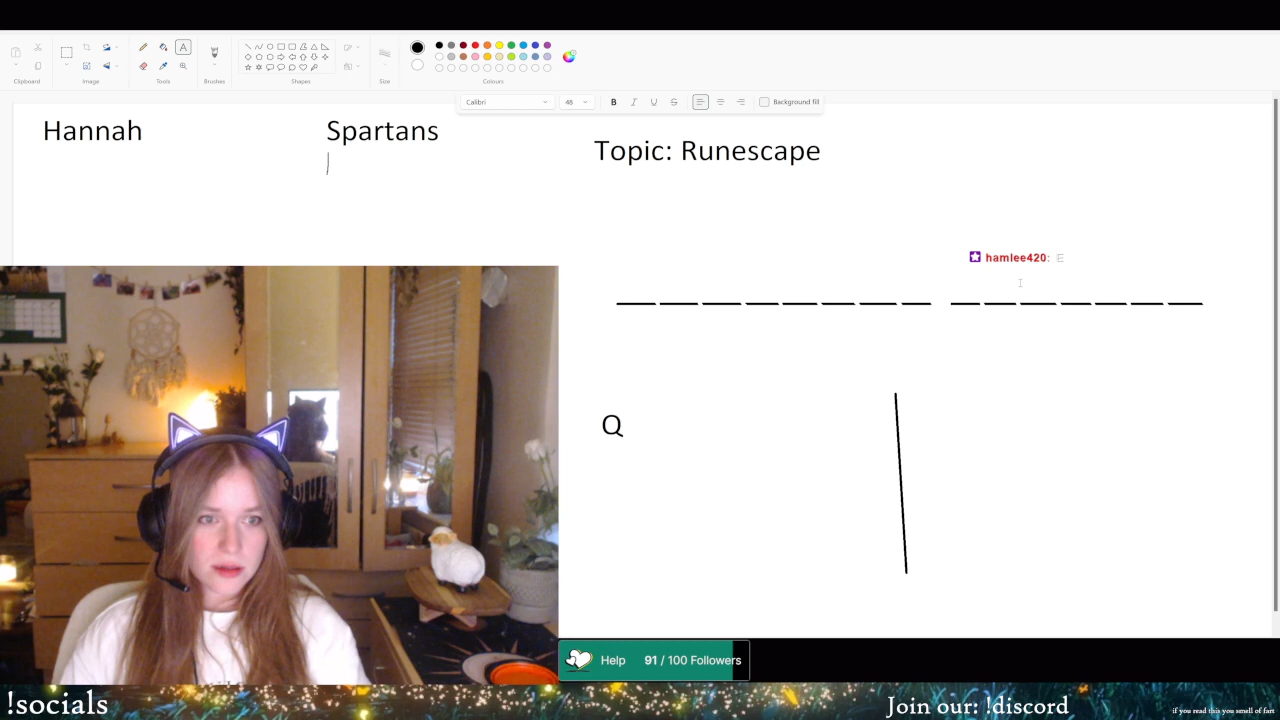 Clipboard
Image
Tools
Brushes
Shapes
Size
Colours
Calibri
48
B
Background fill
Hannah
Spartans
Topic: Runescape
hamlee420: E
Q
Help 91 / 100 Followers
!socials
Join our: !discord
if you read this you smell of fart